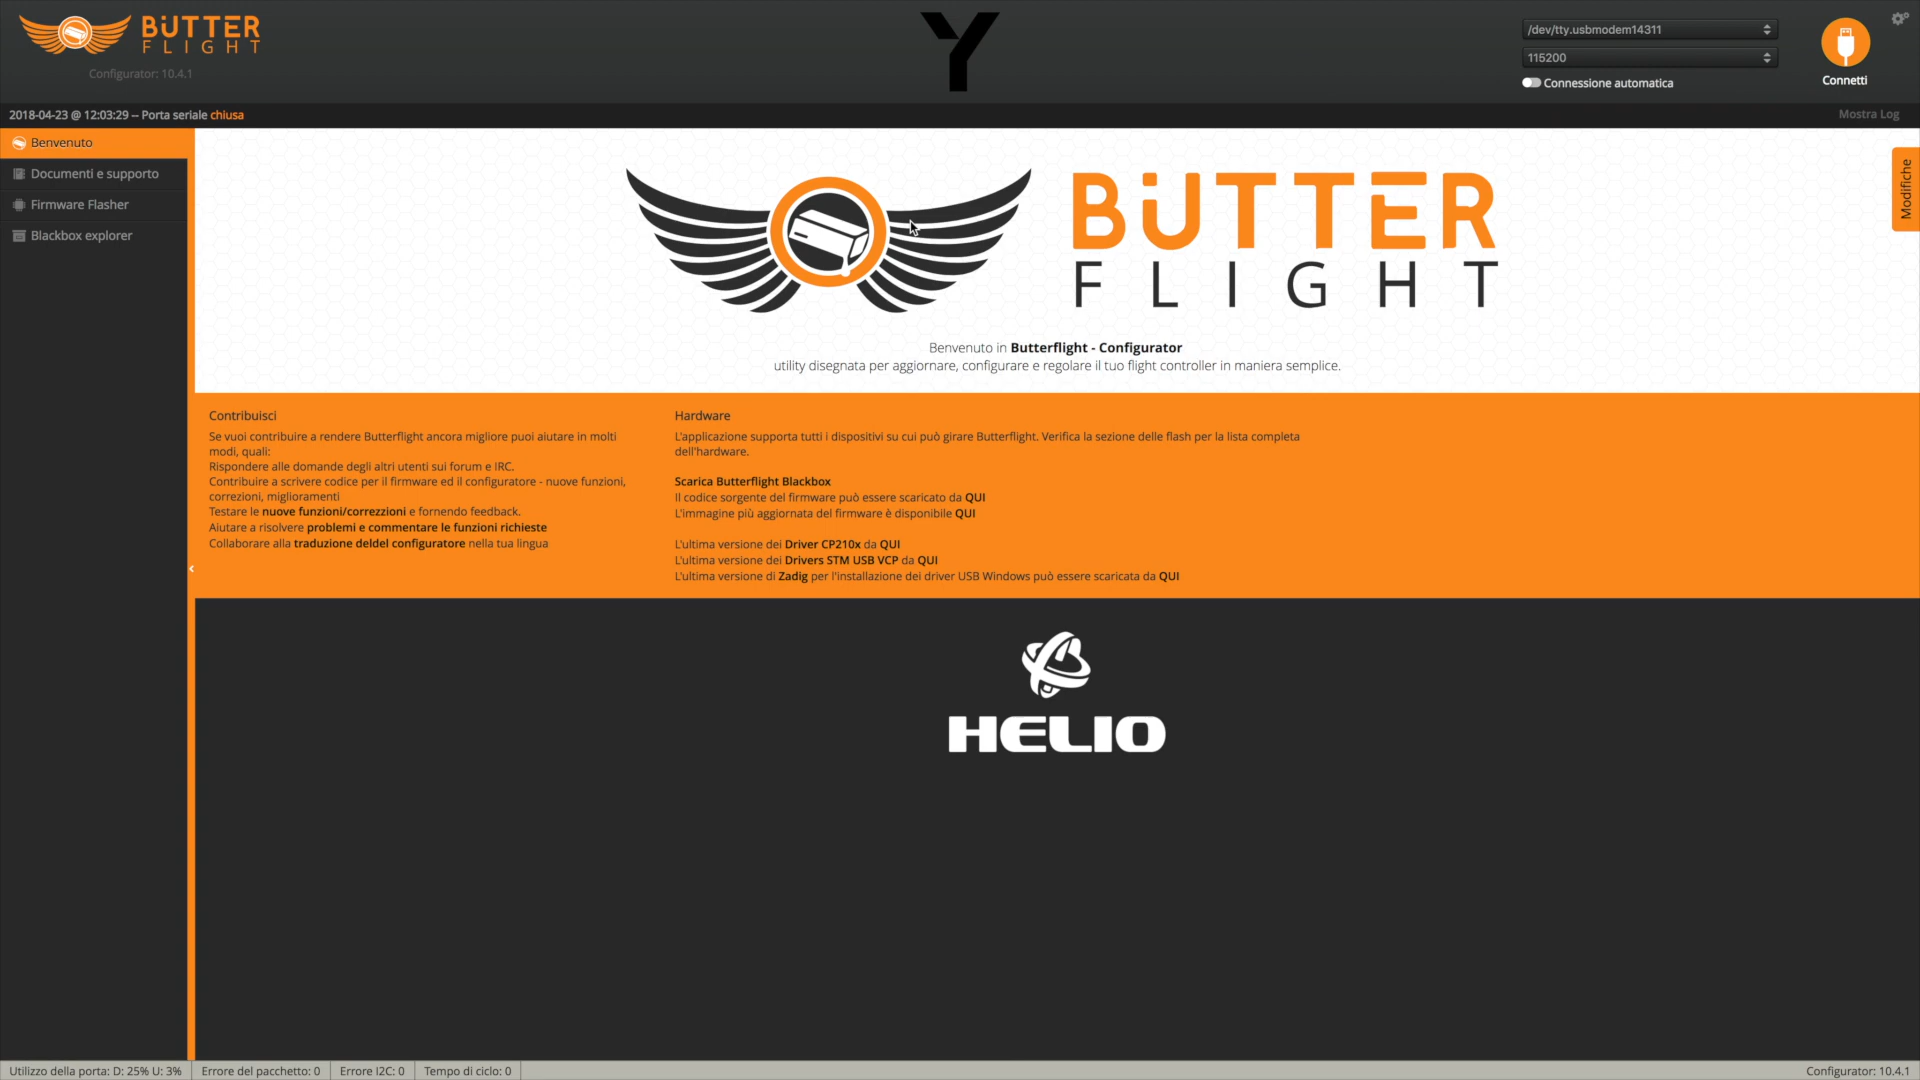 BUTTER
FLIGHT
Configurator: 10.4.1
Y
/dev/tty.usbmodem14311
115200
Connessione automatica
Connetti
2018-04-23 @ 12:03:29 -- Porta seriale chiusa
Mostra Log
Benvenuto
Documenti e supporto
Firmware Flasher
Blackbox explorer
Modifiche
BUTTER
FLIGHT
Benvenuto in Butterflight - Configurator
utility disegnata per aggiornare, configurare e regolare il tuo flight controller in maniera semplice.
Contribuisci
Se vuoi contribuire a rendere Butterflight ancora migliore puoi aiutare in molti
modi, quali:
Rispondere alle domande degli altri utenti sui forum e IRC.
Contribuire a scrivere codice per il firmware ed il configuratore - nuove funzioni,
correzioni, miglioramenti
Testare le nuove funzioni/correzzioni e fornendo feedback.
Aiutare a risolvere problemi e commentare le funzioni richieste
Collaborare alla traduzione deldel configuratore nella tua lingua
Hardware
L'applicazione supporta tutti i dispositivi su cui può girare Butterflight. Verifica la sezione delle flash per la lista completa
dell'hardware.
Scarica Butterflight Blackbox
Il codice sorgente del firmware può essere scaricato da QUI
L'immagine più aggiornata del firmware è disponibile QUI
L'ultima versione dei Driver CP210x da QUI
L'ultima versione dei Drivers STM USB VCP da QUI
L'ultima versione di Zadig per l'installazione dei driver USB Windows può essere scaricata da QUI
HELIO
Utilizzo della porta: D: 25% U: 3%
Errore del pacchetto: 0
Errore I2C: 0
Tempo di ciclo: 0
Configurator: 10.4.1